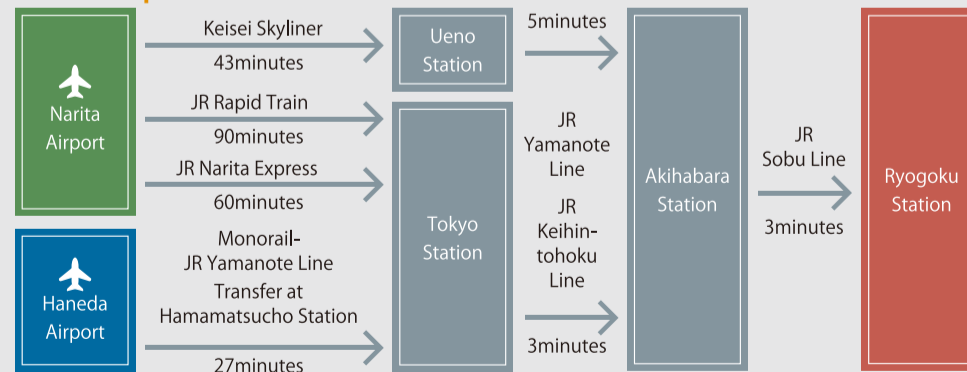 Narita
Airport
Keisei Skyliner
43minutes
JR Rapid Train
90minutes
JR Narita Express
60minutes
Haneda
Airport
Monorail-
JR Yamanote Line
Transfer at
Hamamatsucho Station
27minutes
Ueno
Station
Tokyo
Station
5minutes
JR
Yamanote
Line
JR
Keihin-
tohoku
Line
3minutes
Akihabara
Station
JR
Sobu Line
3minutes
Ryogoku
Station